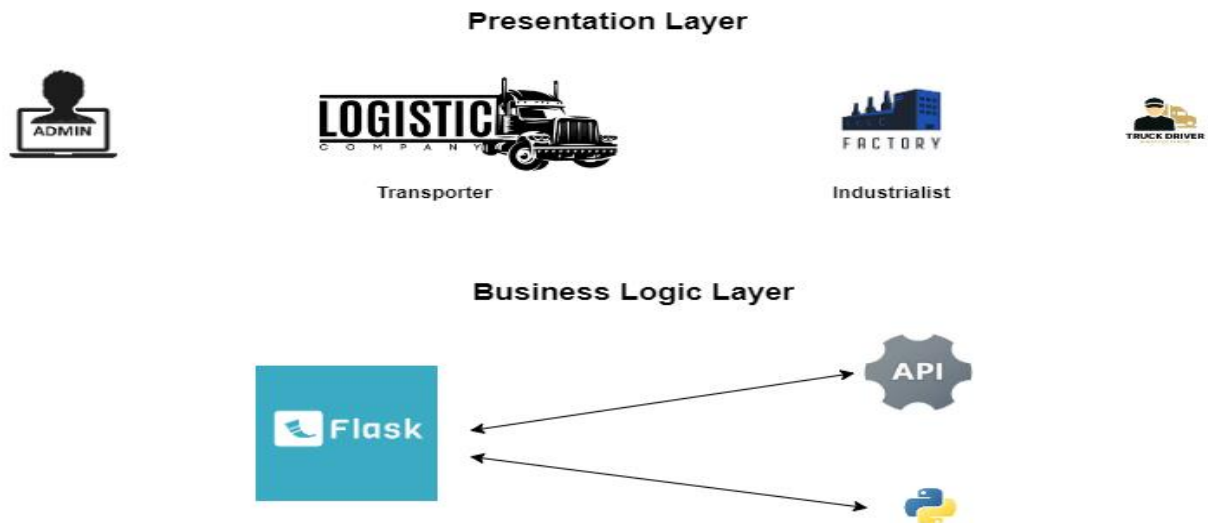 Presentation Layer
ADMIN
LOGISTIC
COMPANY
FACTORY
TRUCK DRIVER
Transporter
Industrialist
Business Logic Layer
API
Flask